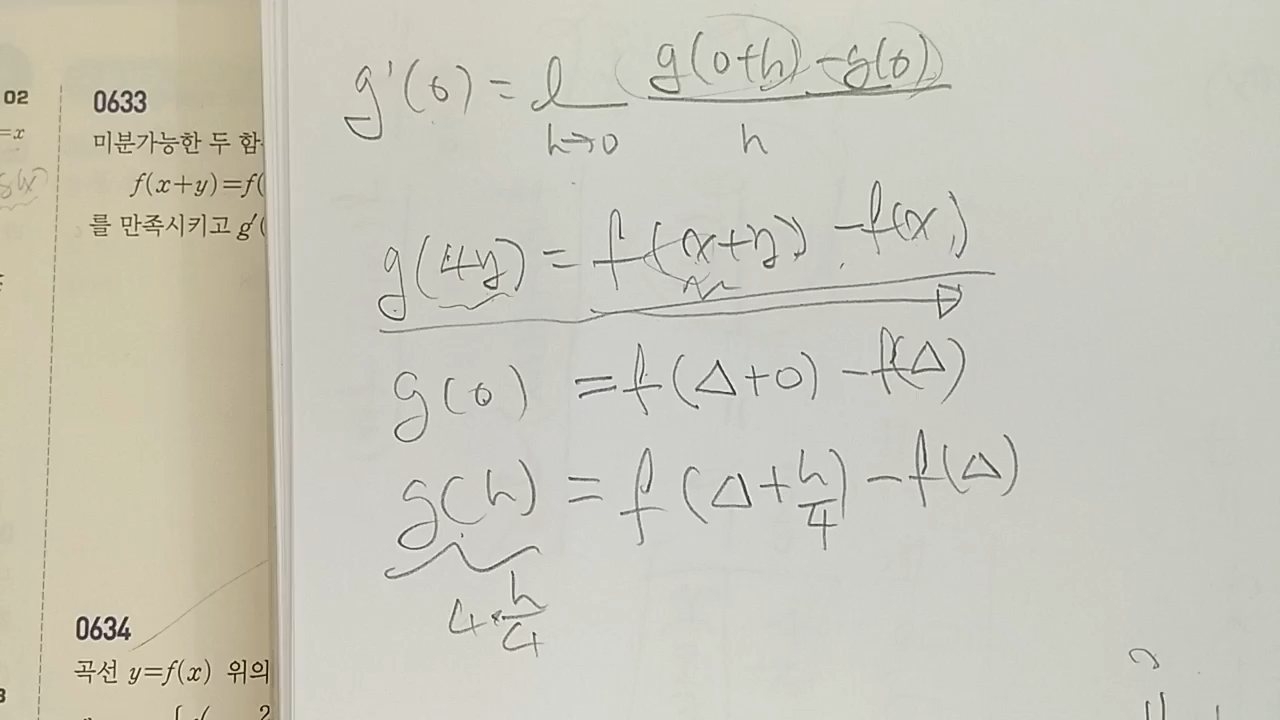 02
=x
g(x)
0633
미분가능한 두 함
f(x+y)=f(
를 만족시키고 g′(
0634
곡선 y=f(x) 위의
g'(0) = l g(0+h) -g(0)
h→0 h
g(4y) = f(x+y) -f(x)
g(0) = f(△+0) -f(△)
g(h) = f(△+h/4) -f(△)
4·h/4